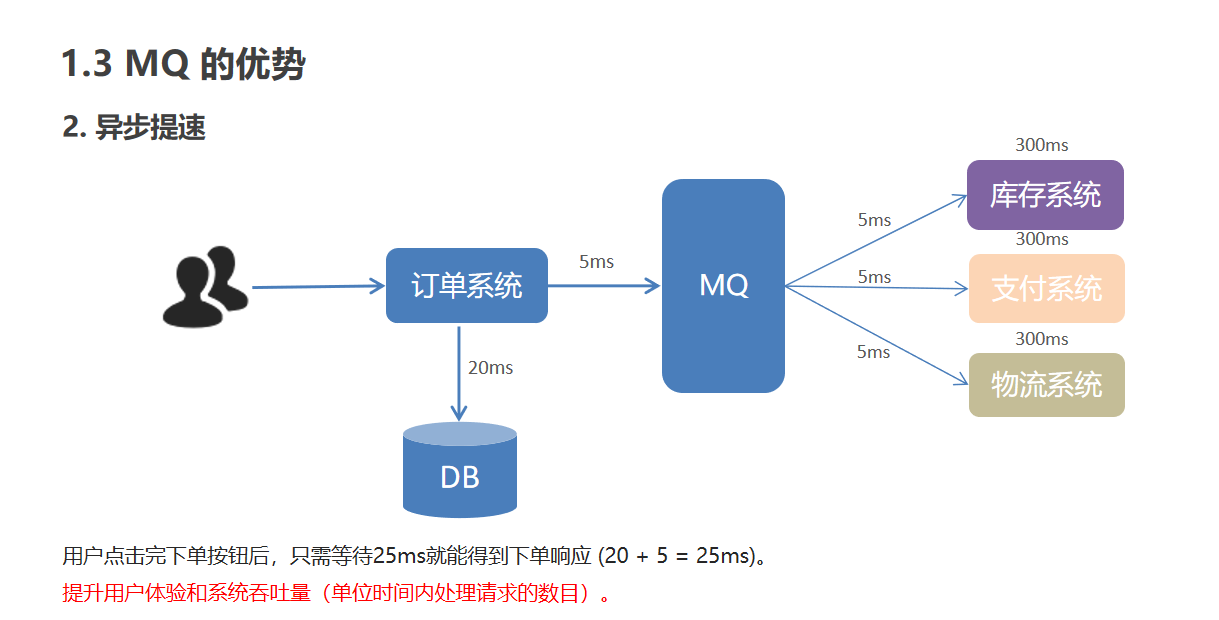 1.3 MQ 的优势
2. 异步提速
300ms
库存系统
5ms
300ms
订单系统
5ms
MQ
5ms
支付系统
300ms
5ms
20ms
物流系统
DB
用户点击完下单按钮后，只需等待25ms就能得到下单响应 (20 + 5 = 25ms)。
提升用户体验和系统吞吐量（单位时间内处理请求的数目）。